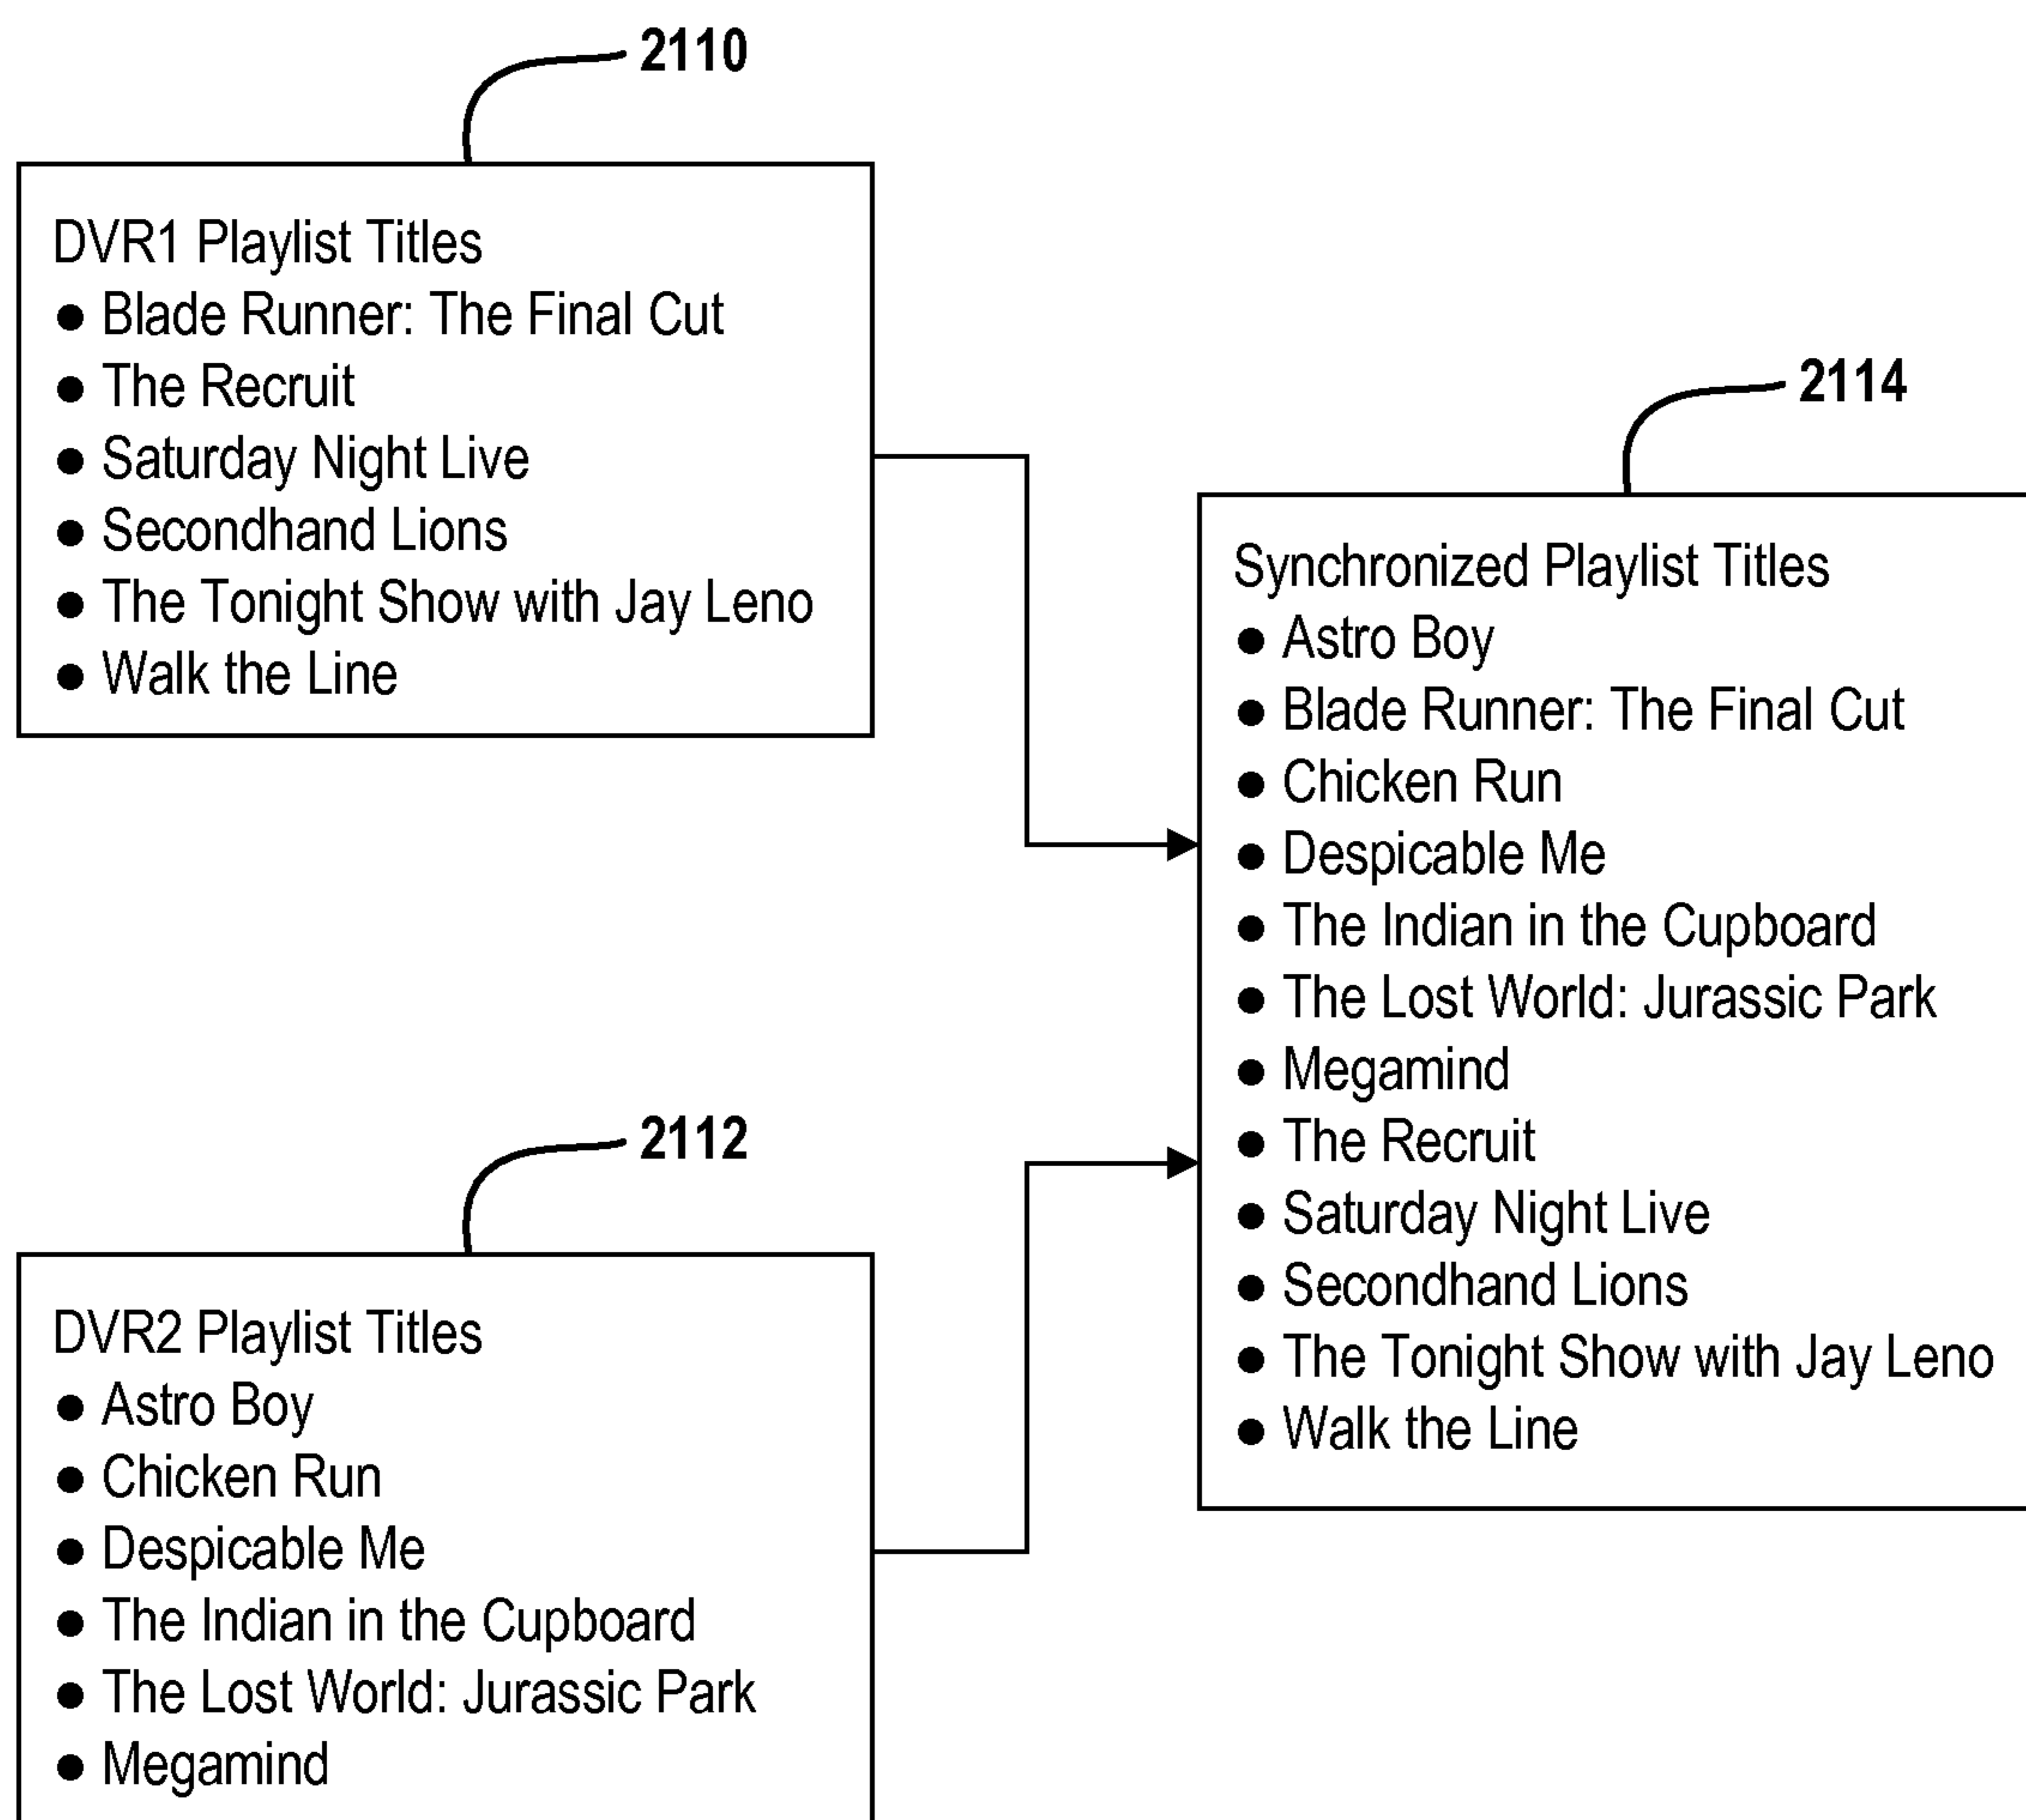 2110
DVR1 Playlist Titles
● Blade Runner: The Final Cut
● The Recruit
● Saturday Night Live
● Secondhand Lions
● The Tonight Show with Jay Leno
● Walk the Line
2114
Synchronized Playlist Titles
● Astro Boy
● Blade Runner: The Final Cut
● Chicken Run
● Despicable Me
● The Indian in the Cupboard
● The Lost World: Jurassic Park
● Megamind
● The Recruit
● Saturday Night Live
● Secondhand Lions
● The Tonight Show with Jay Leno
● Walk the Line
2112
DVR2 Playlist Titles
● Astro Boy
● Chicken Run
● Despicable Me
● The Indian in the Cupboard
● The Lost World: Jurassic Park
● Megamind